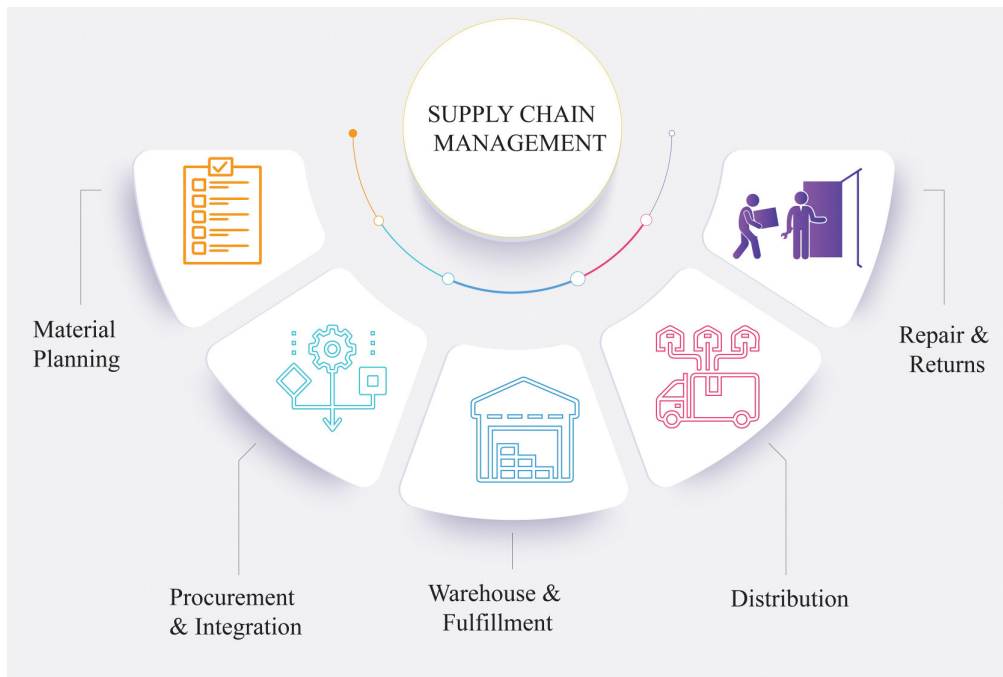 SUPPLY CHAIN
MANAGEMENT
Material
Planning
Procurement
& Integration
Warehouse &
Fulfillment
Distribution
Repair &
Returns